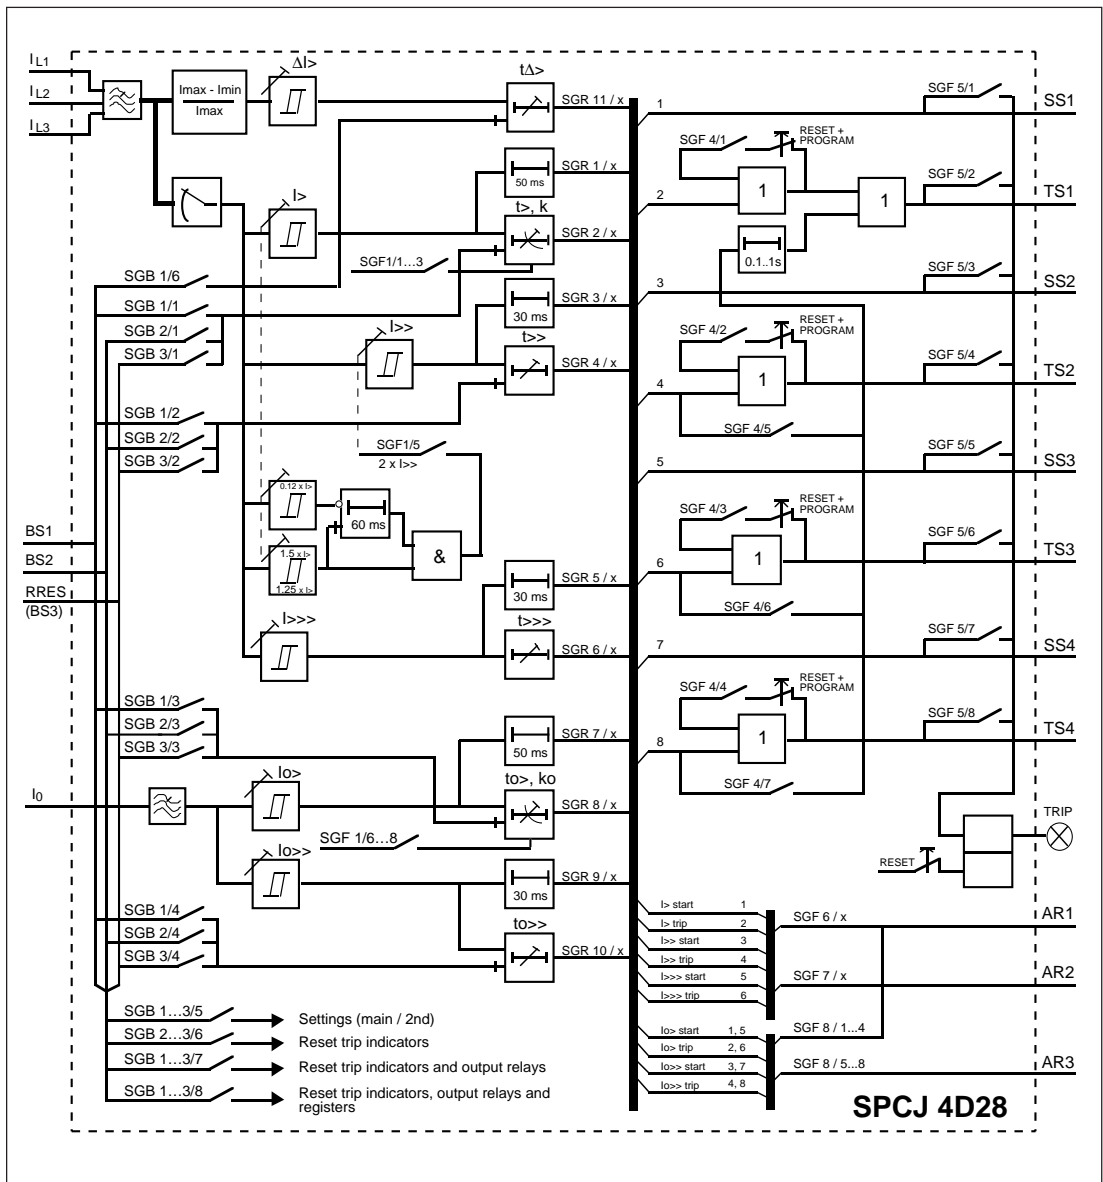 IL1
IL2
IL3
Imax - Imin
Imax
ΔI>
t∆>
SGR 11 / x
1
SGF 5/1
SS1
SGF 4/1
RESET +
PROGRAM
1
2
1
SGF 5/2
TS1
0.1..1s
50 ms
SGR 1 / x
I>
t>, k
SGR 2 / x
SGF1/1...3
SGB 1/6
SGB 1/1
SGB 2/1
SGB 3/1
30 ms
SGR 3 / x
3
SGF 5/3
SS2
I>>
t>>
SGR 4 / x
SGF 4/2
RESET +
PROGRAM
1
4
SGF 5/4
TS2
SGF 4/5
SGB 1/2
SGB 2/2
SGB 3/2
SGF1/5
2 x I>>
5
SGF 5/5
SS3
0.12 x I>
60 ms
1.5 x I>
1.25 x I>
&
SGF 4/3
RESET +
PROGRAM
1
SGF 5/6
TS3
BS1
BS2
RRES
(BS3)
30 ms
SGR 5 / x
6
SGF 4/6
I>>>
t>>>
SGR 6 / x
7
SGF 5/7
SS4
SGB 1/3
SGB 2/3
SGB 3/3
50 ms
SGR 7 / x
SGF 4/4
RESET +
PROGRAM
1
8
SGF 5/8
TS4
SGF 4/7
I0
Io>
to>, ko
SGR 8 / x
SGF 1/6...8
Io>>
30 ms
SGR 9 / x
TRIP
RESET
SGB 1/4
SGB 2/4
SGB 3/4
to>>
SGR 10 / x
I> start 1
I> trip 2
I>> start 3
I>> trip 4
I>>> start 5
I>>> trip 6
SGF 6 / x
AR1
SGF 7 / x
AR2
Io> start 1, 5
Io> trip 2, 6
Io>> start 3, 7
Io>> trip 4, 8
SGF 8 / 1...4
SGF 8 / 5...8
AR3
SGB 1...3/5
Settings (main / 2nd)
SGB 2...3/6
Reset trip indicators
SGB 1...3/7
Reset trip indicators and output relays
SGB 1...3/8
Reset trip indicators, output relays and
registers
SPCJ 4D28